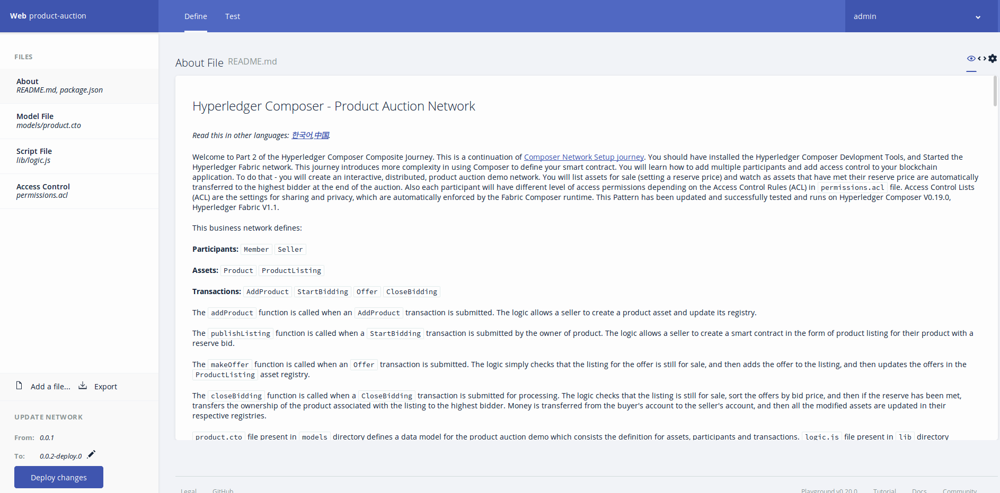 Web product-auction
Define Test
admin
FILES
About
README.md, package.json
Model File
models/product.cto
Script File
lib/logic.js
Access Control
permissions.acl
Add a file... Export
UPDATE NETWORK
From: 0.0.1
To: 0.0.2-deploy.0
Deploy changes
About File README.md
Hyperledger Composer - Product Auction Network
Read this in other languages: 한국어,中国.
Welcome to Part 2 of the Hyperledger Composer Composite Journey. This is a continuation of Composer Network Setup journey. You should have installed the Hyperledger Composer Devlopment Tools, and Started the
Hyperledger Fabric network. This journey introduces more complexity in using Composer to define your smart contract. You will learn how to add multiple participants and add access control to your blockchain
application. To do that - you will create an interactive, distributed, product auction demo network. You will list assets for sale (setting a reserve price) and watch as assets that have met their reserve price are automatically
transferred to the highest bidder at the end of the auction. Also each participant will have different level of access permissions depending on the Access Control Rules (ACL) in permissions.acl file. Access Control Lists
(ACL) are the settings for sharing and privacy, which are automatically enforced by the Fabric Composer runtime. This Pattern has been updated and successfully tested and runs on Hyperledger Composer V0.19.0,
Hyperledger Fabric V1.1.
This business network defines:
Participants: Member Seller
Assets: Product ProductListing
Transactions: AddProduct StartBidding Offer CloseBidding
The addProduct function is called when an AddProduct transaction is submitted. The logic allows a seller to create a product asset and update its registry.
The publishListing function is called when a StartBidding transaction is submitted by the owner of product. The logic allows a seller to create a smart contract in the form of product listing for their product with a
reserve bid.
The makeOffer function is called when an Offer transaction is submitted. The logic simply checks that the listing for the offer is still for sale, and then adds the offer to the listing, and then updates the offers in the
ProductListing asset registry.
The closeBidding function is called when a CloseBidding transaction is submitted for processing. The logic checks that the listing is still for sale, sort the offers by bid price, and then if the reserve has been met,
transfers the ownership of the product associated with the listing to the highest bidder. Money is transferred from the buyer's account to the seller's account, and then all the modified assets are updated in their
respective registries.
product.cto file present in models directory defines a data model for the product auction demo which consists the definition for assets, participants and transactions. logic.js file present in lib directory
Legal GitHub Playground v0.20.0 Tutorial Docs Community